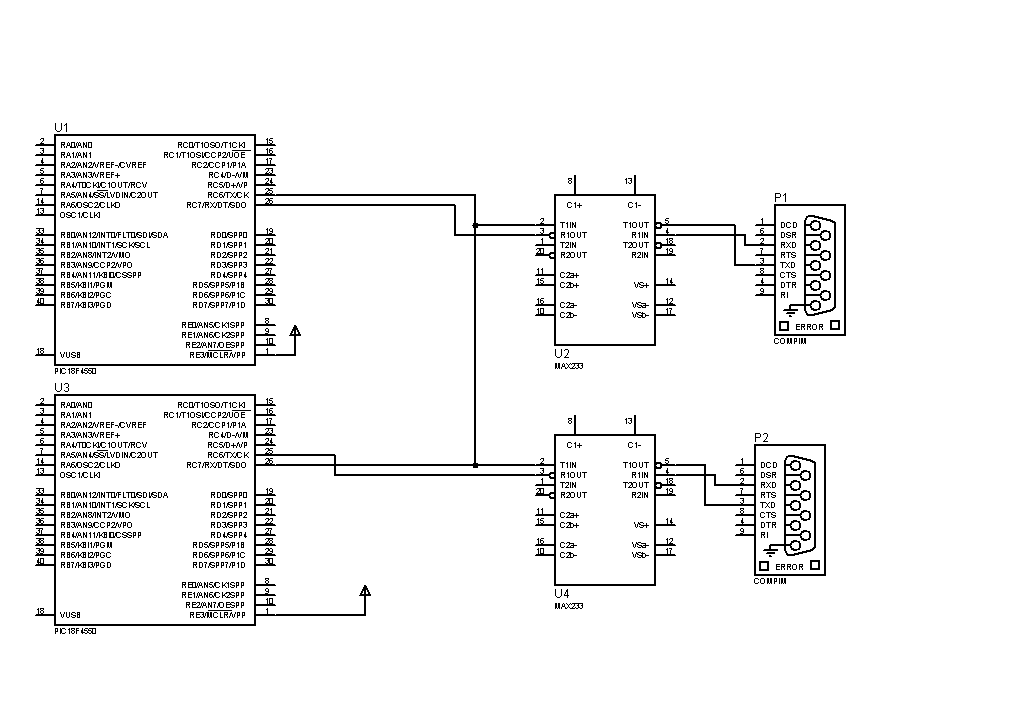 U1
2 RA0/AN0 RC0/T1OSO/T1CKI 15
3 RA1/AN1 RC1/T1OSI/CCP2/UOE 16
4 RA2/AN2/VREF-/CVREF RC2/CCP1/P1A 17
5 RA3/AN3/VREF+ RC4/D-/VM 23
6 RA4/T0CKI/C1OUT/RCV RC5/D+/VP 24
7 RA5/AN4/SS/LVDIN/C2OUT RC6/TX/CK 25
14 RA6/OSC2/CLKO RC7/RX/DT/SDO 26
13 OSC1/CLKI
33 RB0/AN12/INT0/FLT0/SDI/SDA RD0/SPP0 19
34 RB1/AN10/INT1/SCK/SCL RD1/SPP1 20
35 RB2/AN8/INT2/VMO RD2/SPP2 21
36 RB3/AN9/CCP2/VPO RD3/SPP3 22
37 RB4/AN11/KBI0/CSSPP RD4/SPP4 27
38 RB5/KBI1/PGM RD5/SPP5/P1B 28
39 RB6/KBI2/PGC RD6/SPP6/P1C 29
40 RB7/KBI3/PGD RD7/SPP7/P1D 30
RE0/AN5/CK1SPP 8
RE1/AN6/CK2SPP 9
RE2/AN7/OESPP 10
18 VUSB RE3/MCLR/VPP 1
PIC18F4550
8 13
C1+ C1-
2 T1IN T1OUT 5
3 R1OUT R1IN 4
1 T2IN T2OUT 18
20 R2OUT R2IN 19
11 C2a+
15 C2b+ VS+ 14
16 C2a- VSa- 12
10 C2b- VSb- 17
U2
MAX233
P1
1 DCD
6 DSR
2 RXD
7 RTS
3 TXD
8 CTS
4 DTR
9 RI
ERROR
COMPIM
U3
2 RA0/AN0 RC0/T1OSO/T1CKI 15
3 RA1/AN1 RC1/T1OSI/CCP2/UOE 16
4 RA2/AN2/VREF-/CVREF RC2/CCP1/P1A 17
5 RA3/AN3/VREF+ RC4/D-/VM 23
6 RA4/T0CKI/C1OUT/RCV RC5/D+/VP 24
7 RA5/AN4/SS/LVDIN/C2OUT RC6/TX/CK 25
14 RA6/OSC2/CLKO RC7/RX/DT/SDO 26
13 OSC1/CLKI
33 RB0/AN12/INT0/FLT0/SDI/SDA RD0/SPP0 19
34 RB1/AN10/INT1/SCK/SCL RD1/SPP1 20
35 RB2/AN8/INT2/VMO RD2/SPP2 21
36 RB3/AN9/CCP2/VPO RD3/SPP3 22
37 RB4/AN11/KBI0/CSSPP RD4/SPP4 27
38 RB5/KBI1/PGM RD5/SPP5/P1B 28
39 RB6/KBI2/PGC RD6/SPP6/P1C 29
40 RB7/KBI3/PGD RD7/SPP7/P1D 30
RE0/AN5/CK1SPP 8
RE1/AN6/CK2SPP 9
RE2/AN7/OESPP 10
18 VUSB RE3/MCLR/VPP 1
PIC18F4550
8 13
C1+ C1-
2 T1IN T1OUT 5
3 R1OUT R1IN 4
1 T2IN T2OUT 18
20 R2OUT R2IN 19
11 C2a+
15 C2b+ VS+ 14
16 C2a- VSa- 12
10 C2b- VSb- 17
U4
MAX233
P2
1 DCD
6 DSR
2 RXD
7 RTS
3 TXD
8 CTS
4 DTR
9 RI
ERROR
COMPIM